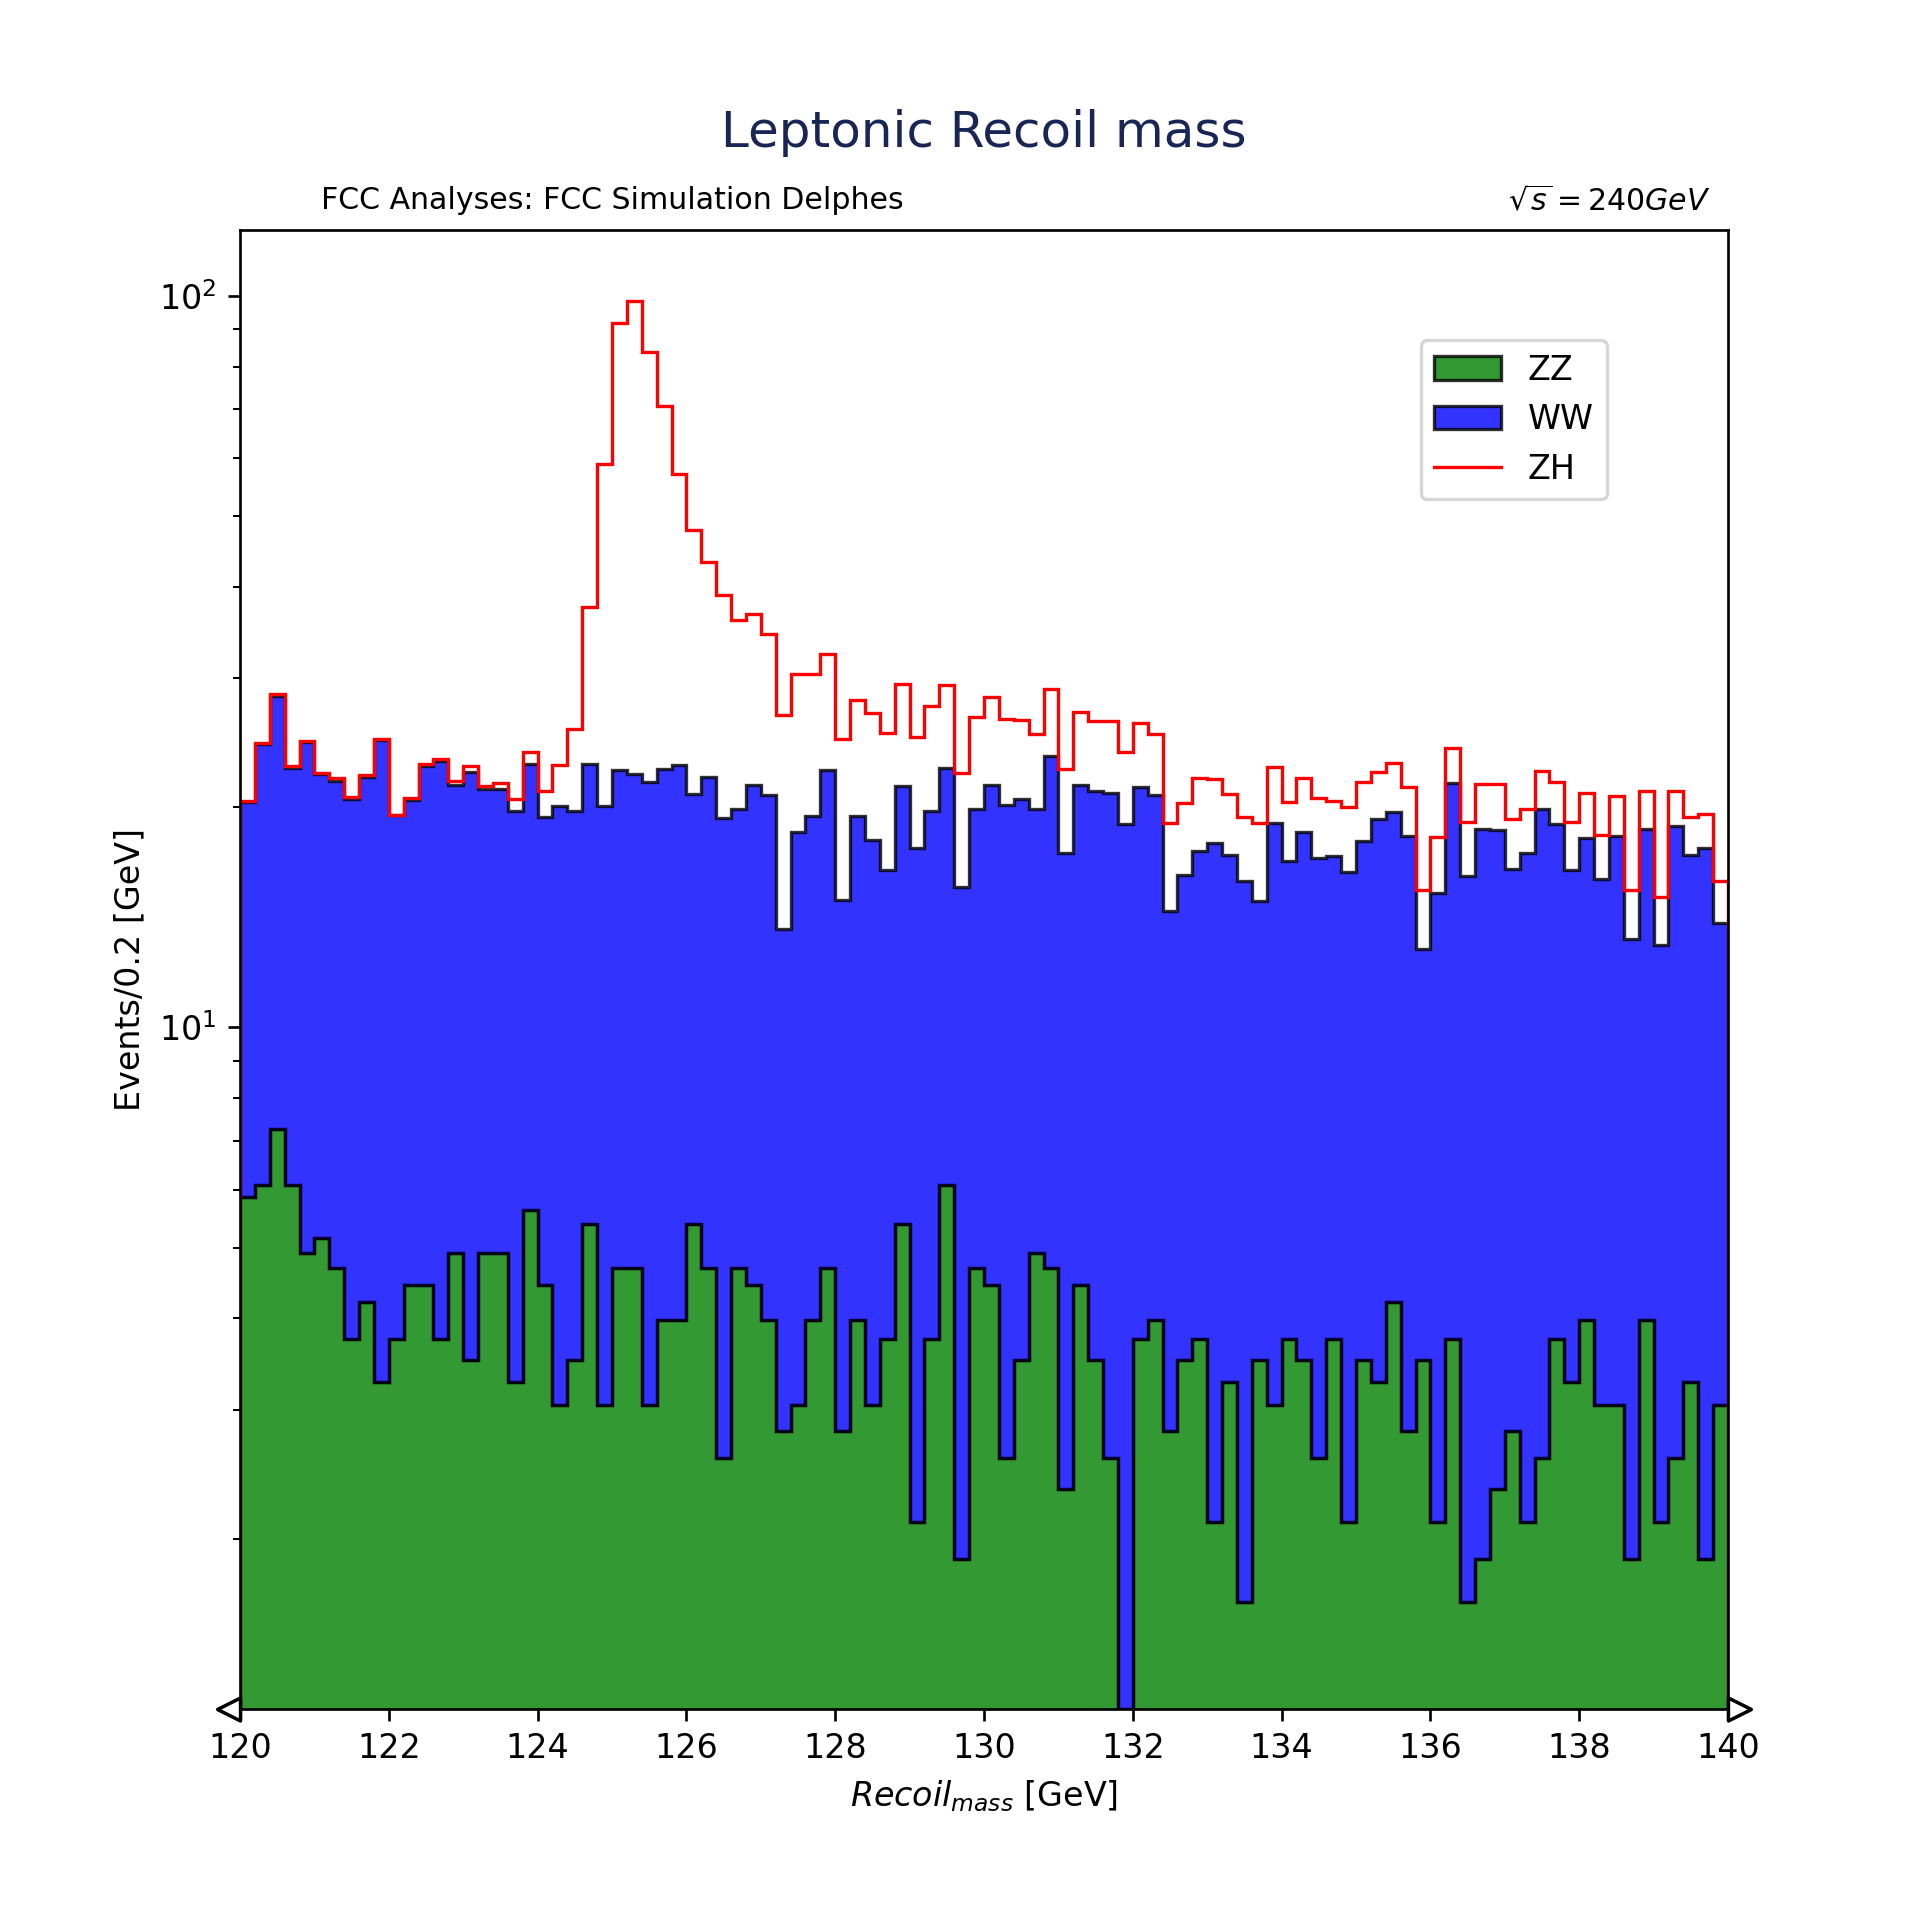 Leptonic Recoil mass
FCC Analyses: FCC Simulation Delphes
√s = 240GeV
10²
10¹
Events/0.2 [GeV]
ZZ
WW
ZH
120 122 124 126 128 130 132 134 136 138 140
Recoil_mass [GeV]